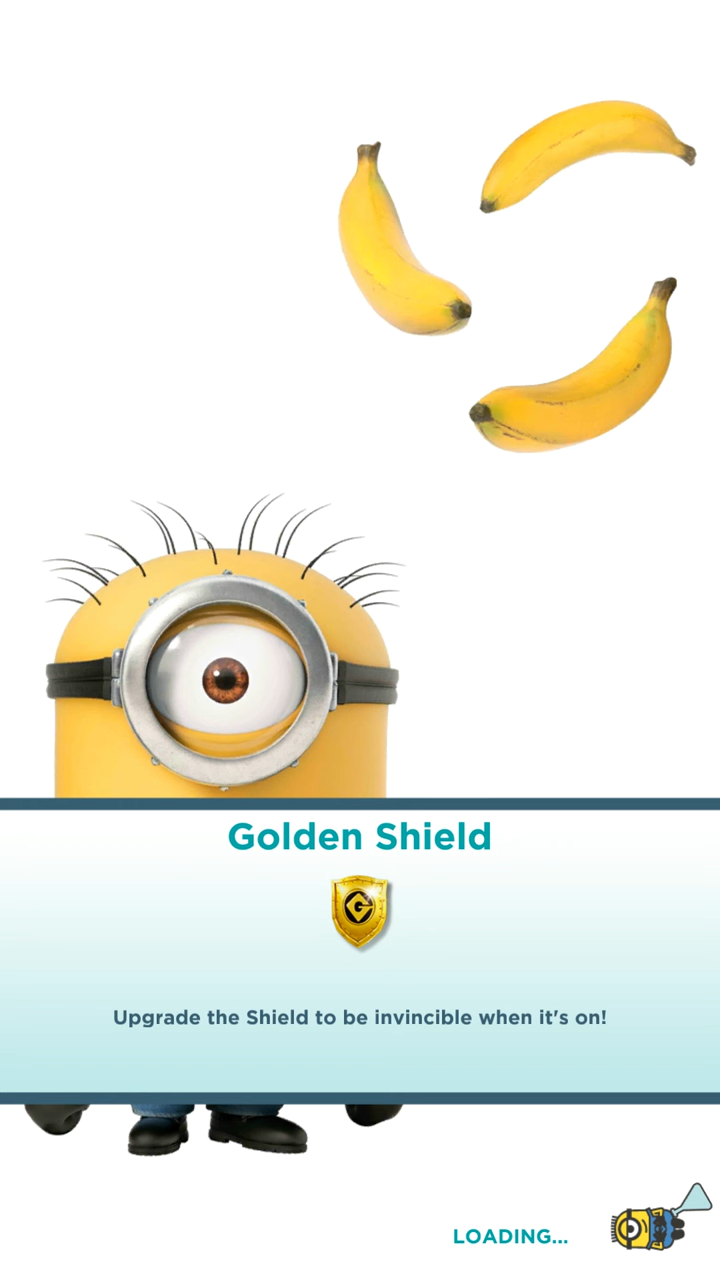 Golden Shield
G
Upgrade the Shield to be invincible when it's on!
LOADING...